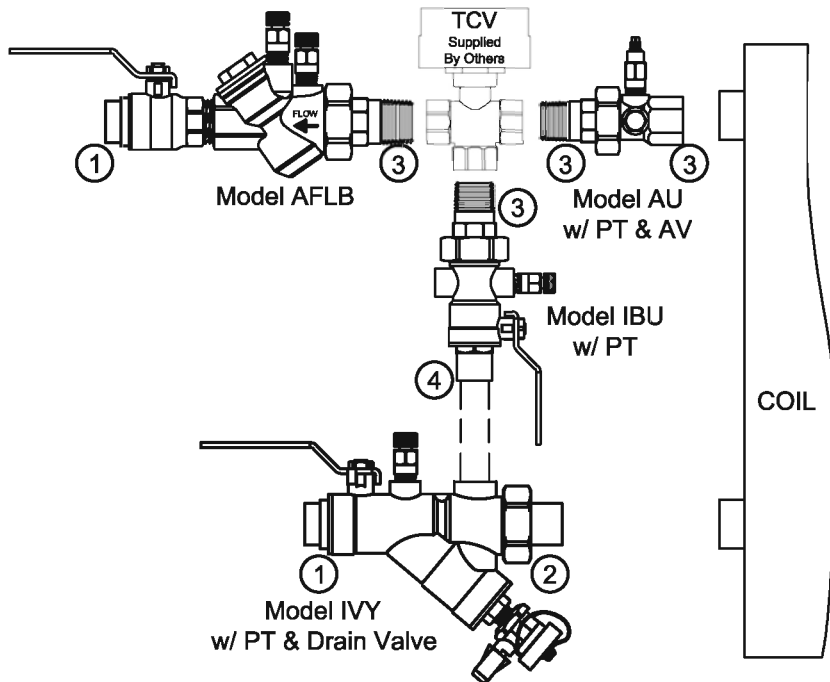 TCV
Supplied
By Others
FLOW
1
3
3
3
Model AFLB
Model AU
w/ PT & AV
3
Model IBU
w/ PT
4
COIL
1
2
Model IVY
w/ PT & Drain Valve